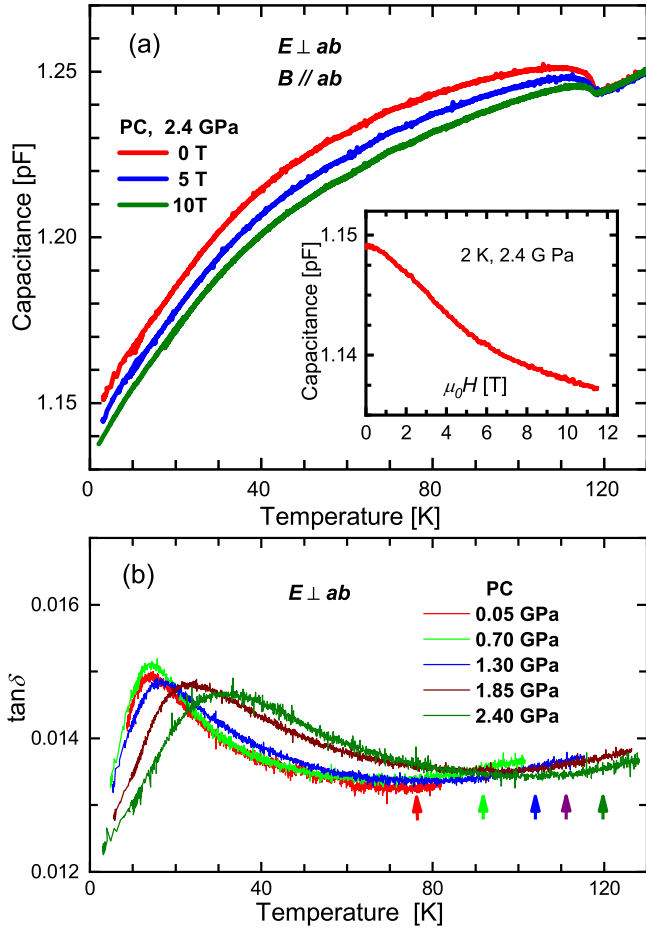 (a)
E ⊥ ab
B // ab
PC, 2.4 GPa
0 T
5 T
10T
Capacitance [pF]
1.25
1.20
1.15
0 40 80 120
Temperature [K]
2 K, 2.4 G Pa
Capacitance [pF]
1.15
1.14
μ0H [T]
0 2 4 6 8 10 12
(b)
E ⊥ ab
PC
0.05 GPa
0.70 GPa
1.30 GPa
1.85 GPa
2.40 GPa
tanδ
0.016
0.014
0.012
0 40 80 120
Temperature [K]